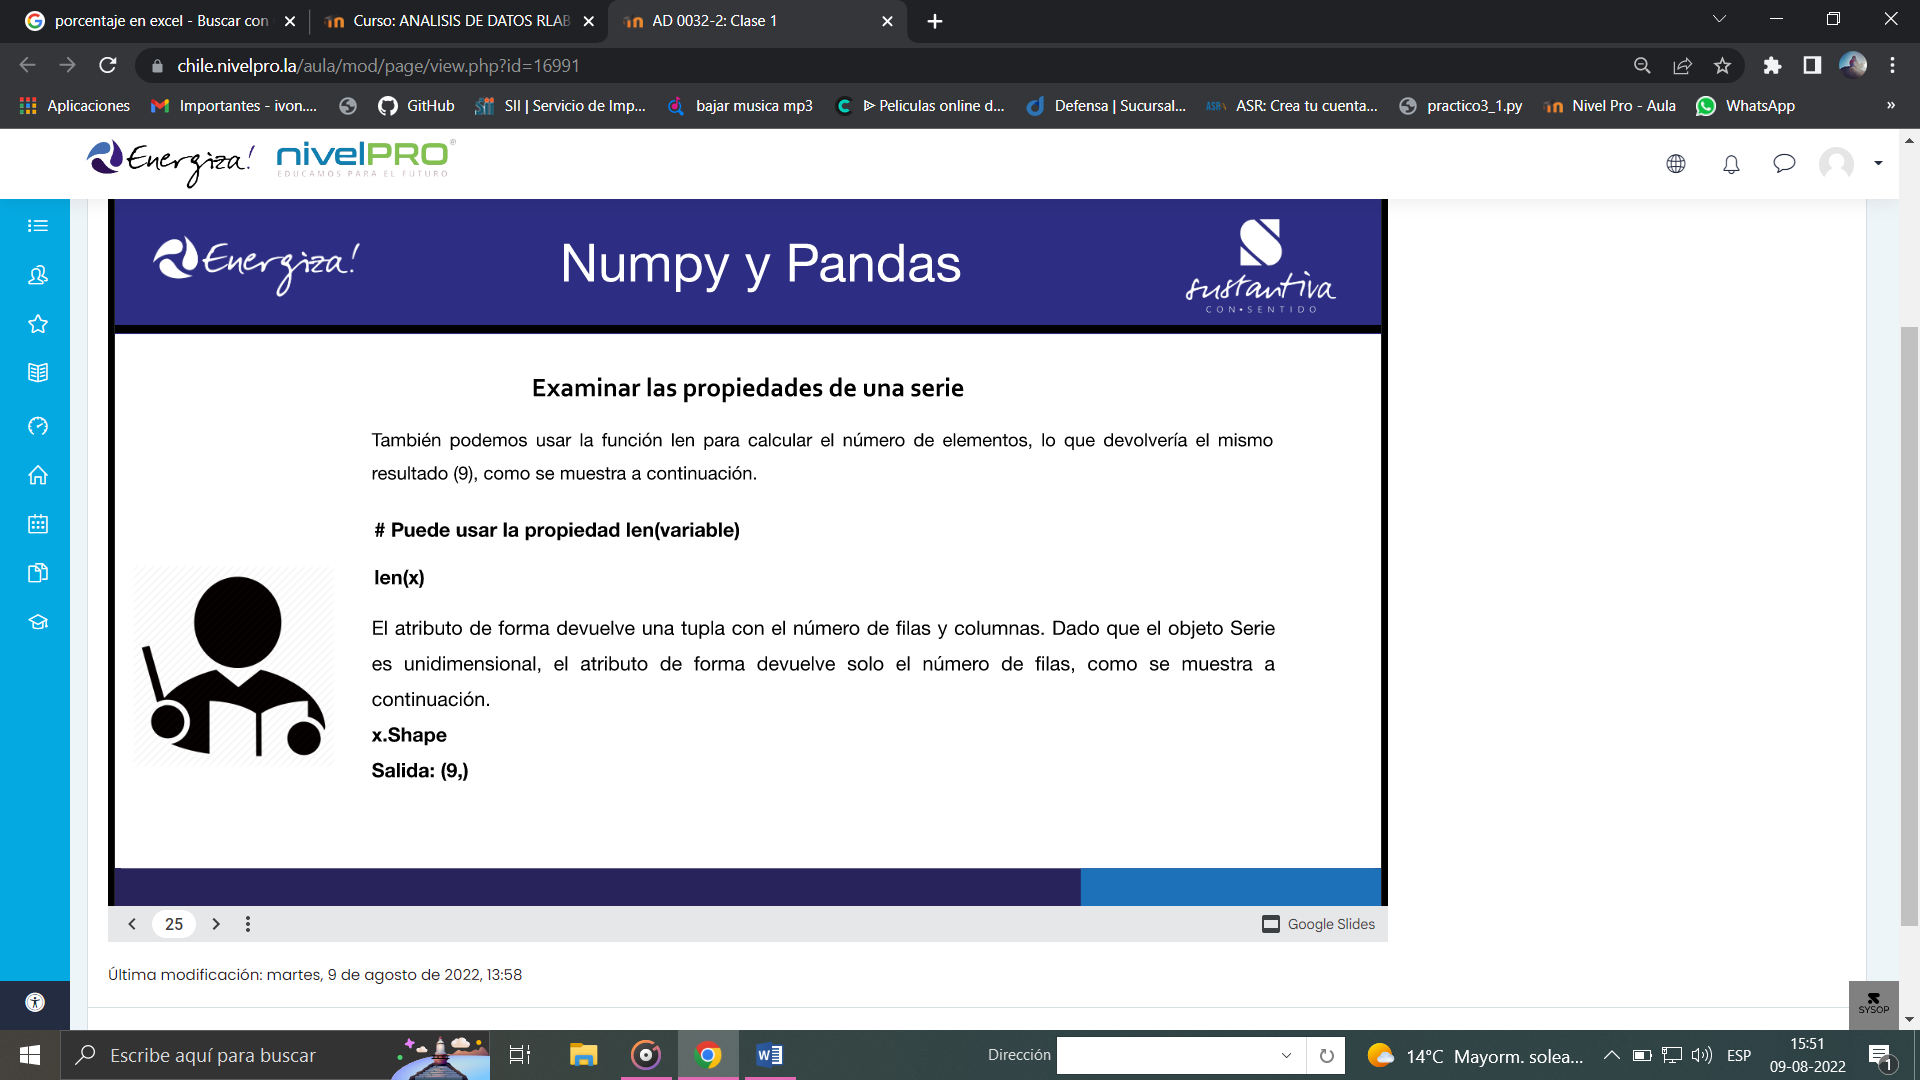 porcentaje en excel - Buscar con
Curso: ANALISIS DE DATOS RLAB
AD 0032-2: Clase 1
chile.nivelpro.la/aula/mod/page/view.php?id=16991
Aplicaciones
Importantes - ivon....
GitHub
SII | Servicio de Imp...
bajar musica mp3
ᐅ Peliculas online d...
Defensa | Sucursal...
ASR: Crea tu cuenta...
practico3_1.py
Nivel Pro - Aula
WhatsApp
»
Energiza!
nivelPRO
EDUCAMOS PARA EL FUTURO
Energiza!
Numpy y Pandas
sustantiva
CON•SENTIDO
Examinar las propiedades de una serie
También podemos usar la función len para calcular el número de elementos, lo que devolvería el mismo
resultado (9), como se muestra a continuación.
# Puede usar la propiedad len(variable)
len(x)
El atributo de forma devuelve una tupla con el número de filas y columnas. Dado que el objeto Serie
es unidimensional, el atributo de forma devuelve solo el número de filas, como se muestra a
continuación.
x.Shape
Salida: (9,)
25
Google Slides
Última modificación: martes, 9 de agosto de 2022, 13:58
SYSOP
Escribe aquí para buscar
Dirección
14°C Mayorm. solea...
ESP
15:51
09-08-2022
1